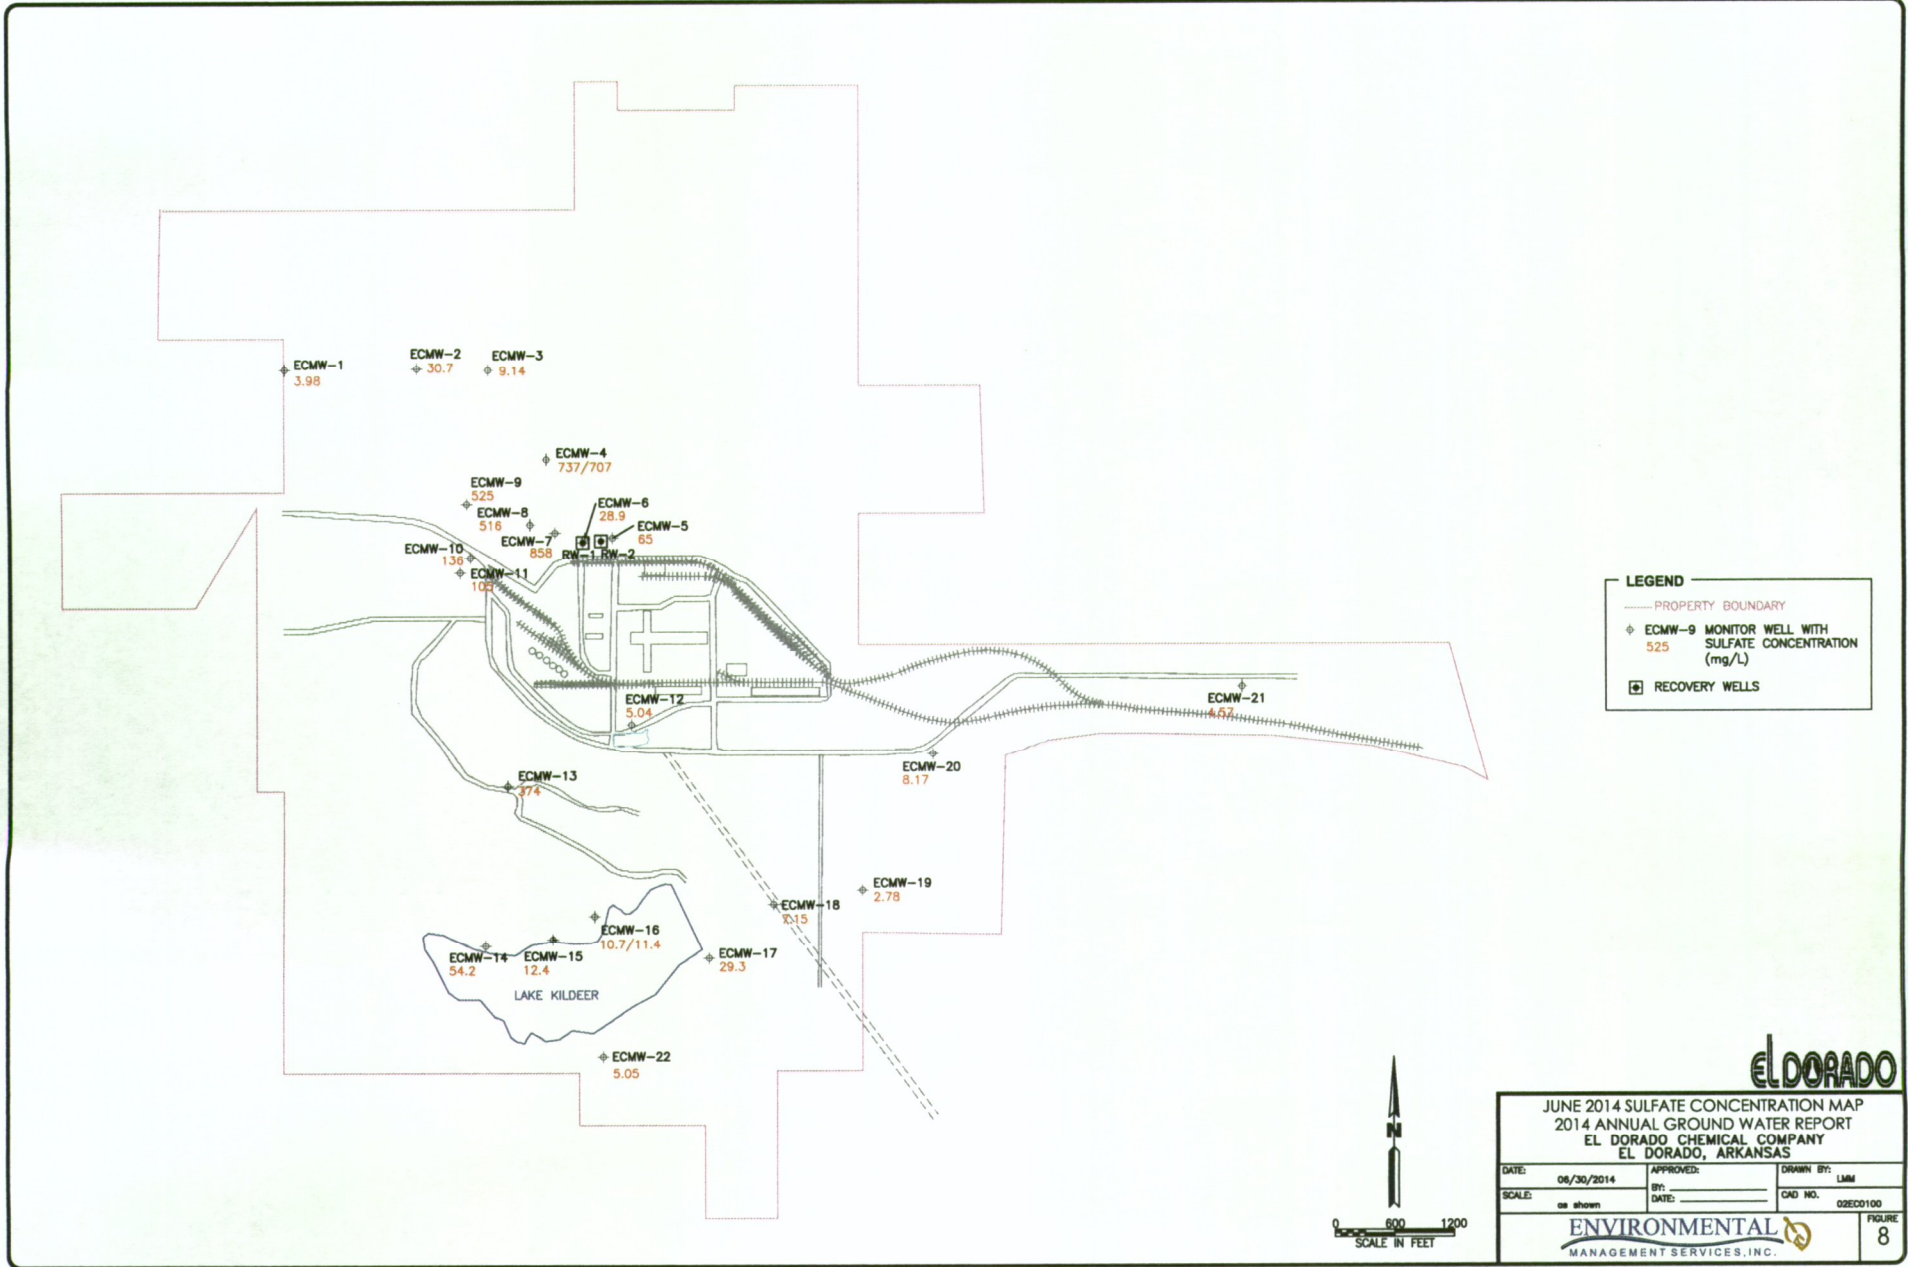 ECMW-1
3.98
ECMW-2
30.7
ECMW-3
9.14
ECMW-4
737/707
ECMW-9
525
ECMW-8
516
ECMW-6
28.9
ECMW-5
65
ECMW-7
858
RW-1 RW-2
ECMW-10
136
ECMW-11
ECMW-12
5.04
ECMW-21
4.57
ECMW-20
8.17
ECMW-13
374
ECMW-19
2.78
ECMW-18
7.15
ECMW-16
10.7/11.4
ECMW-14
54.2
ECMW-15
12.4
ECMW-17
29.3
LAKE KILDEER
ECMW-22
5.05
LEGEND
PROPERTY BOUNDARY
ECMW-9 MONITOR WELL WITH
525 SULFATE CONCENTRATION
(mg/L)
RECOVERY WELLS
N
0 600 1200
SCALE IN FEET
EL DORADO
JUNE 2014 SULFATE CONCENTRATION MAP
2014 ANNUAL GROUND WATER REPORT
EL DORADO CHEMICAL COMPANY
EL DORADO, ARKANSAS
DATE: 06/30/2014
APPROVED:
BY:
DATE:
DRAWN BY: LMM
SCALE: as shown
CAD NO. 02EC0100
ENVIRONMENTAL
MANAGEMENT SERVICES, INC.
FIGURE
8